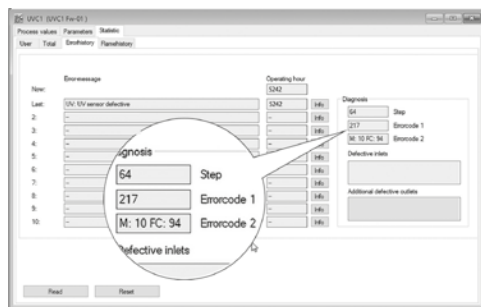 UVC1 (UVC1 Fw-01)
Process values Parameters Statistic
User Total Errorhistory Flamehistory
Errormessage Operating hour
Now: 5242
Last: UV: UV sensor defective 5242 Info
2: -- -- Info
3: -- -- Info
4: -- -- Info
5: -- -- Info
6: -- -- Info
7: -- -- Info
8: -- -- Info
9: -- -- Info
10: -- -- Info
Diagnosis
64 Step
217 Errorcode 1
M: 10 FC: 94 Errorcode 2
Defective inlets
Additional defective outlets
agnosis
64 Step
217 Errorcode 1
M: 10 FC: 94 Errorcode 2
Defective inlets
Read Reset